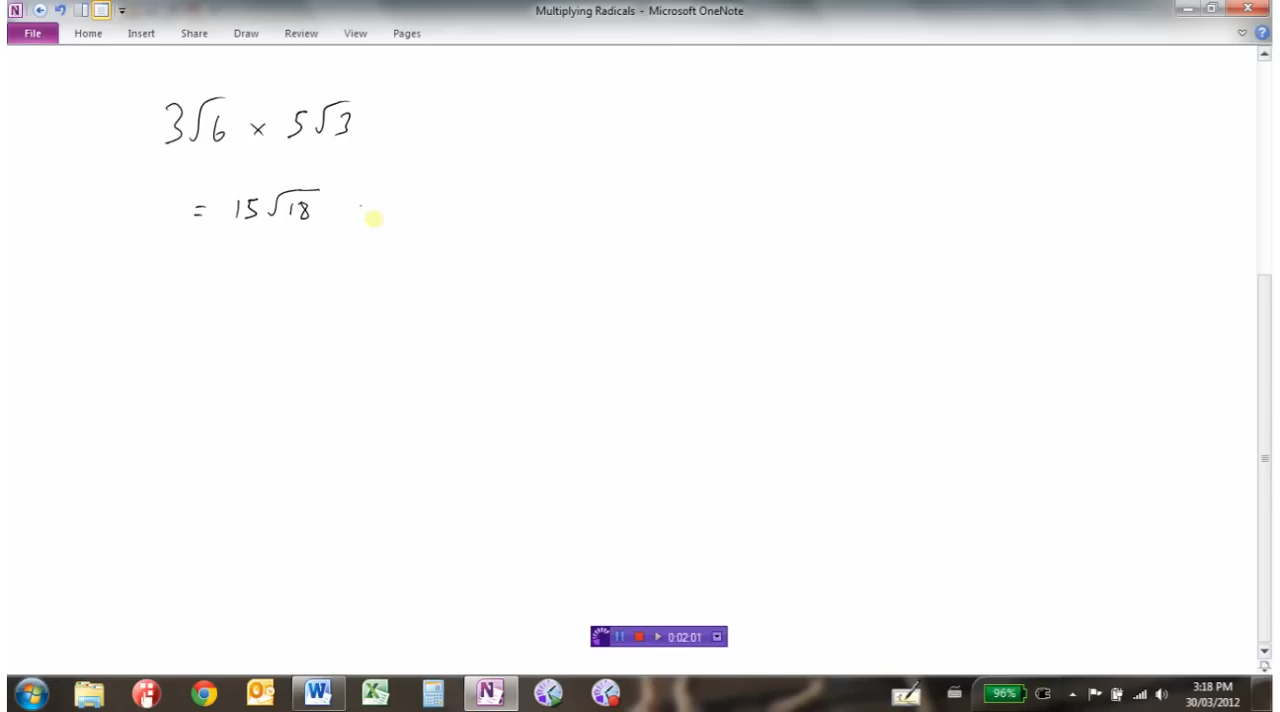 Multiplying Radicals - Microsoft OneNote
File Home Insert Share Draw Review View Pages
3√6 × 5√3
= 15√18
0:02:01
96%
3:18 PM
30/03/2012